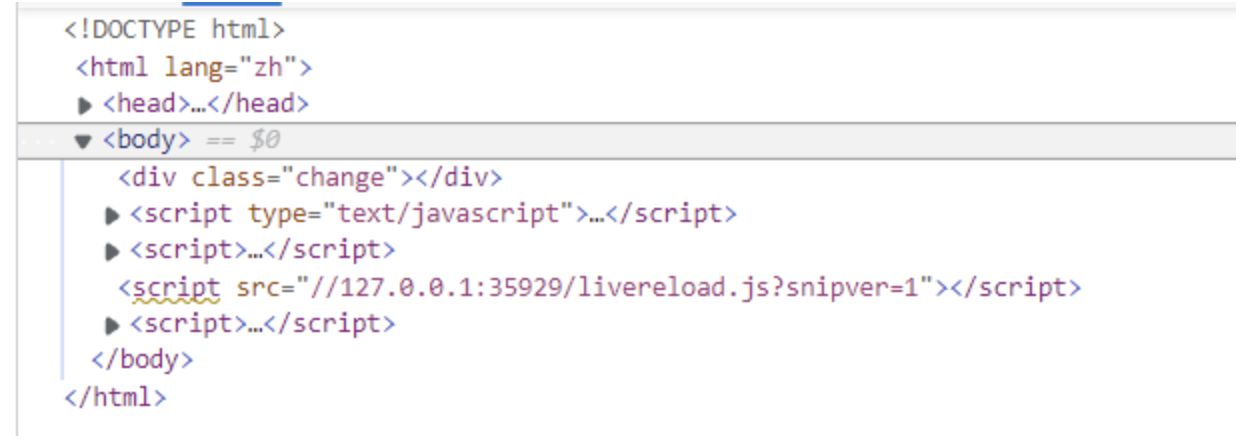 <!DOCTYPE html>
<html lang="zh">
<head>…</head>
<body> == $0
<div class="change"></div>
<script type="text/javascript">…</script>
<script>…</script>
<script src="//127.0.0.1:35929/livereload.js?snipver=1"></script>
<script>…</script>
</body>
</html>